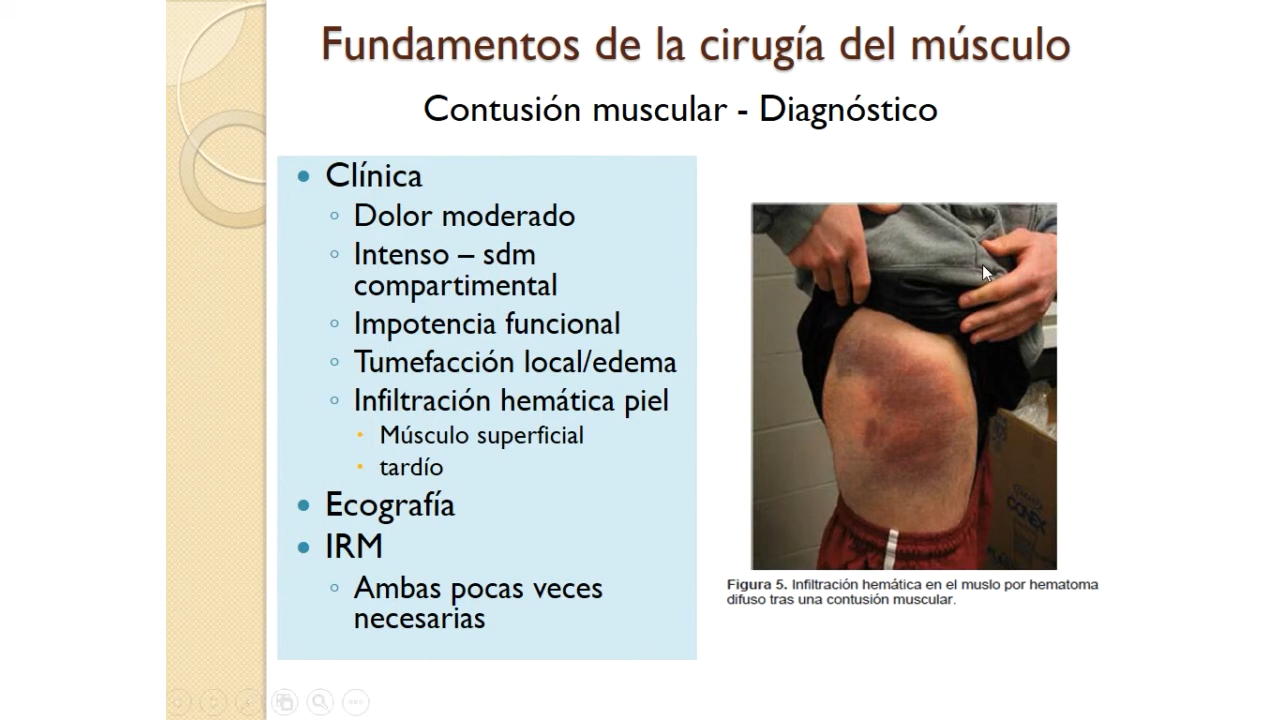 Fundamentos de la cirugía del músculo
Contusión muscular - Diagnóstico
Clínica
Dolor moderado
Intenso – sdm
compartimental
Impotencia funcional
Tumefacción local/edema
Infiltración hemática piel
Músculo superficial
tardío
Ecografía
IRM
Ambas pocas veces
necesarias
Figura 5. Infiltración hemática en el muslo por hematoma
difuso tras una contusión muscular.